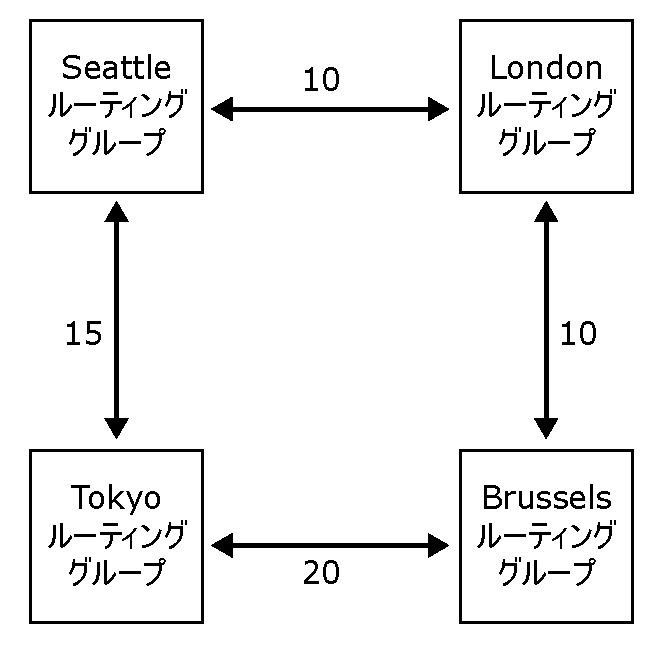 Seattle
ルーティング
グループ
10
London
ルーティング
グループ
15
10
Tokyo
ルーティング
グループ
20
Brussels
ルーティング
グループ